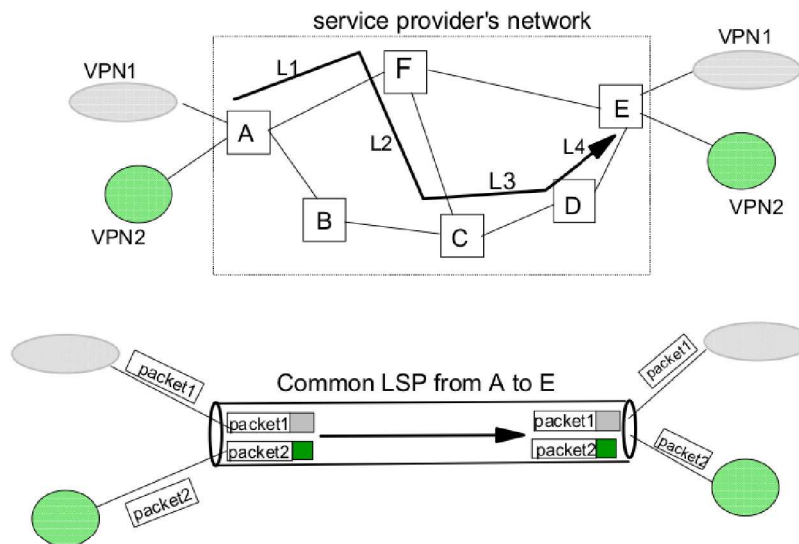 service provider's network
VPN1
VPN1
L1
F
A
E
L2
L4
L3
VPN2
VPN2
B
C
D
packet1
packet1
Common LSP from A to E
packet1
packet1
packet2
packet2
packet2
packet2